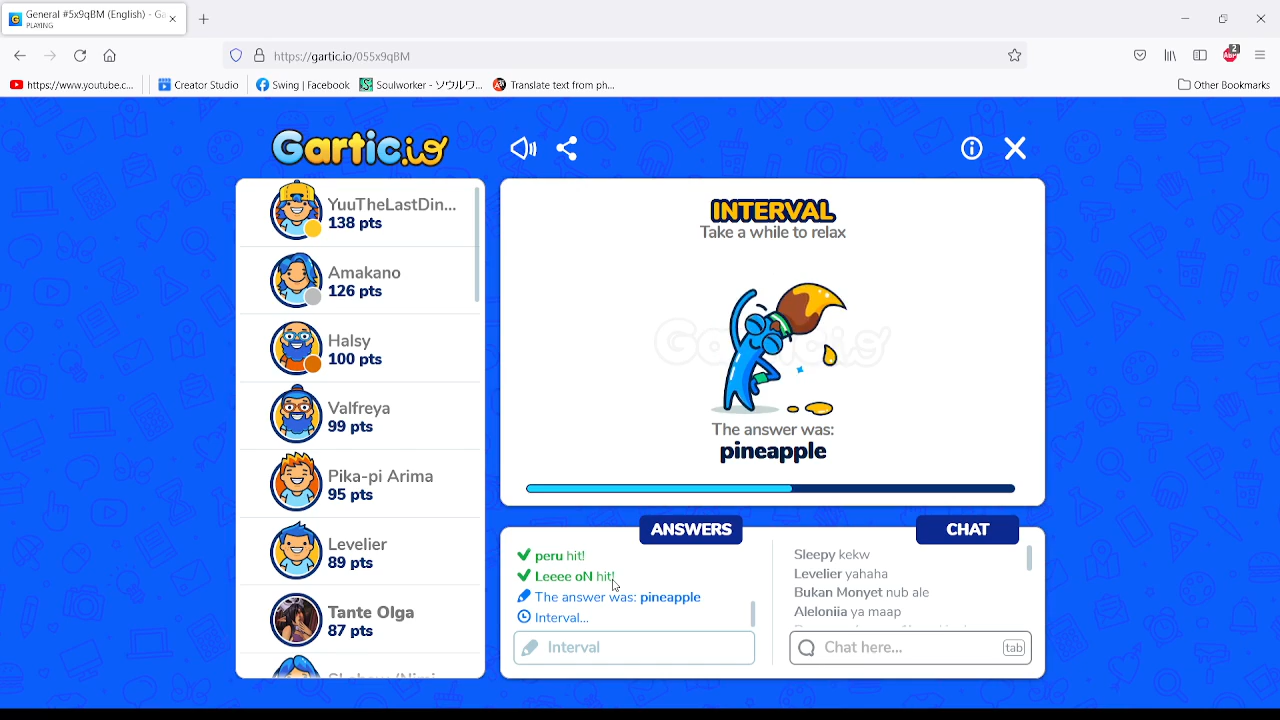 General #5x9qBM (English) - Ga
PLAYING
https://gartic.io/055x9qBM
2
https://www.youtube.c...
Creator Studio
Swing | Facebook
Soulworker - ソウルワ...
Translate text from ph...
Other Bookmarks
Gartic.io
YuuTheLastDin...
138 pts
Amakano
126 pts
Halsy
100 pts
Valfreya
99 pts
Pika-pi Arima
95 pts
Levelier
89 pts
Tante Olga
87 pts
INTERVAL
Take a while to relax
The answer was:
pineapple
ANSWERS
peru hit!
Leeee oN hit!
The answer was: pineapple
Interval...
Interval
CHAT
Sleepy kekw
Levelier yahaha
Bukan Monyet nub ale
Aleloniia ya maap
Chat here...
tab